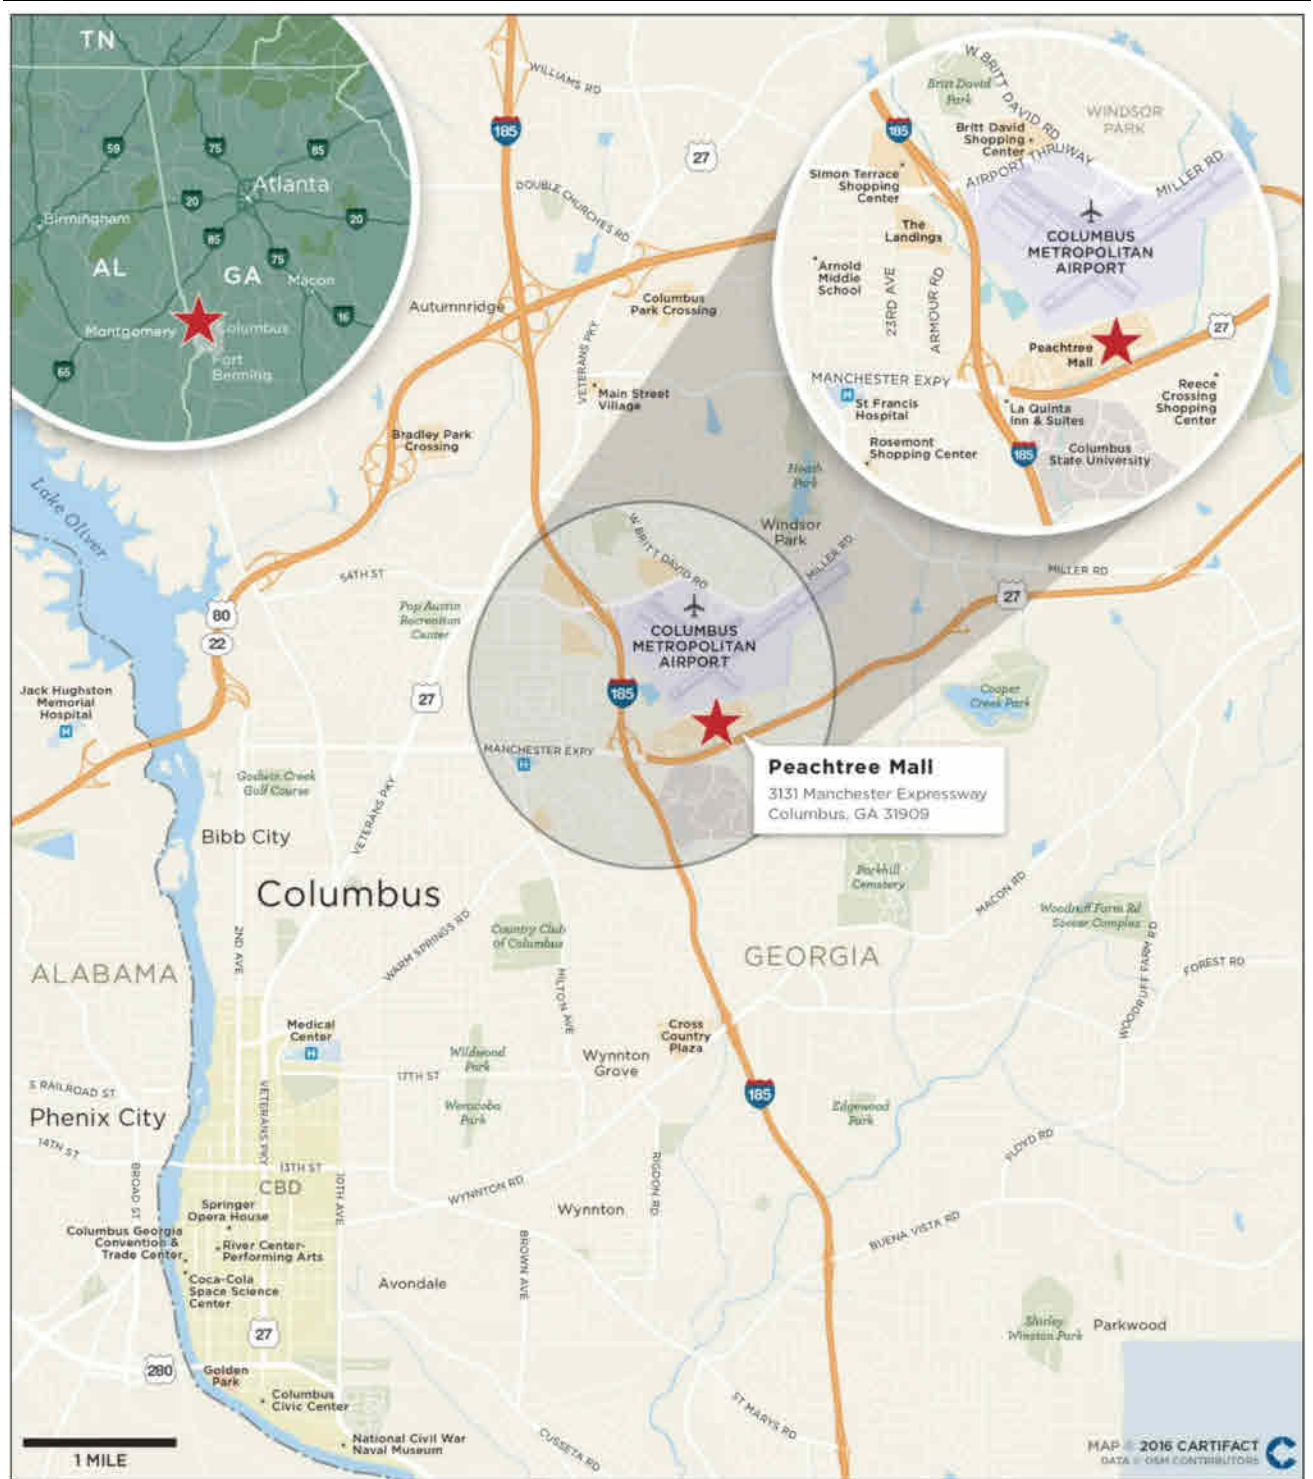 TN
59
75
85
Atlanta
20
20
Birmingham
85
AL
75
GA
Macon
16
Montgomery
Columbus
Fort
Benning
65
W BRITT DAVID RD
Britt David
Park
WINDSOR
PARK
185
Britt David
Shopping
Center
AIRPORT THRUWAY
MILLER RD
Simon Terrace
Shopping
Center
The
Landings
COLUMBUS
METROPOLITAN
AIRPORT
Arnold
Middle
School
23RD AVE
ARMOUR RD
27
Peachtree
Mall
MANCHESTER EXPY
H
St Francis
Hospital
La Quinta
Inn & Suites
Reece
Crossing
Shopping
Center
Rosemont
Shopping Center
185
Columbus
State University
WILLIAMS RD
185
27
DOUBLE CHURCHES RD
Autumnridge
Columbus
Park Crossing
VETERANS PKY
Main Street
Village
Bradley Park
Crossing
Lake Oliver
Heath
Park
Windsor
Park
W BRITT DAVID RD
MILLER RD
MILLER RD
54TH ST
80
22
Pop Austin
Recreation
Center
27
COLUMBUS
METROPOLITAN
AIRPORT
185
27
Jack Hughston
Memorial
Hospital
H
Cooper
Creek Park
MANCHESTER EXPY
H
Peachtree Mall
3131 Manchester Expressway
Columbus, GA 31909
Godwin Creek
Golf Course
VETERANS PKY
Bibb City
Columbus
Parkhill
Cemetery
MACON RD
Woodruff Farm Rd
Soccer Complex
2ND AVE
WARM SPRINGS RD
Country Club
of Columbus
ALABAMA
GEORGIA
HILTON AVE
WOODRUFF FARM RD
FOREST RD
Medical
Center
H
Cross
Country
Plaza
Wildwood
Park
Wynnton
Grove
17TH ST
185
S RAILROAD ST
Phenix City
14TH ST
VETERANS PKY
Weracoba
Park
Edgewood
Park
FLOYD RD
13TH ST
CBD
BROAD ST
10TH AVE
WYNNTON RD
RIGDON RD
Springer
Opera House
Wynnton
Columbus Georgia
Convention &
Trade Center
River Center-
Performing Arts
BUENA VISTA RD
Coca-Cola
Space Science
Center
BROWN AVE
Avondale
27
Shirley
Winston Park
Parkwood
280
Golden
Park
Columbus
Civic Center
ST MARYS RD
National Civil War
Naval Museum
CUSSETA RD
1 MILE
MAP © 2016 CARTIFACT
DATA © OSM CONTRIBUTORS